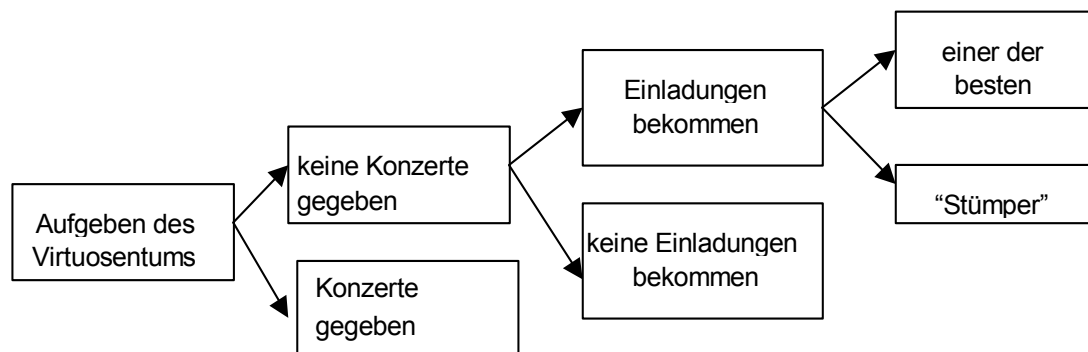 Aufgeben des
Virtuosentums
keine Konzerte
gegeben
Konzerte
gegeben
Einladungen
bekommen
keine Einladungen
bekommen
einer der
besten
“Stümper”